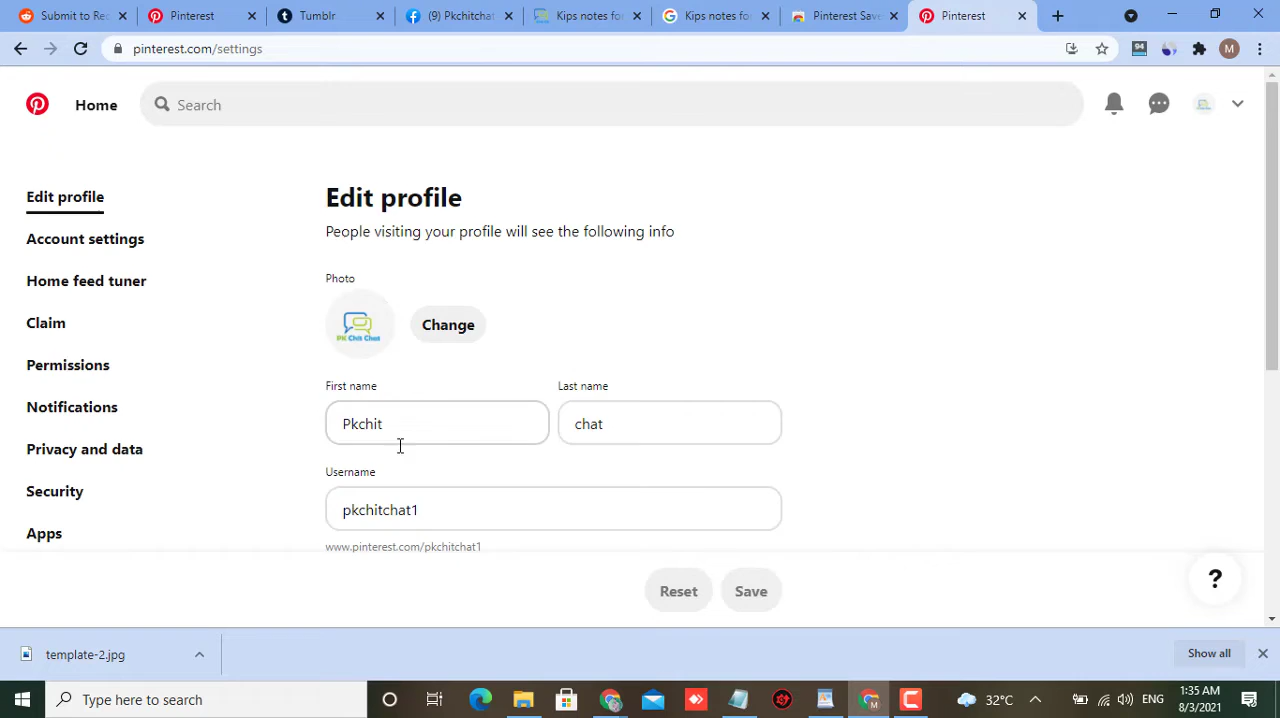 Submit to Re
Pinterest
Tumblr
(9) Pkchitchat
Kips notes for
Kips notes for
Pinterest Save
Pinterest
pinterest.com/settings
94
M
Home
Search
Edit profile
Account settings
Home feed tuner
Claim
Permissions
Notifications
Privacy and data
Security
Apps
Edit profile
People visiting your profile will see the following info
Photo
PK Chit Chat
Change
First name
Last name
Pkchit
chat
Username
pkchitchat1
www.pinterest.com/pkchitchat1
Reset
Save
?
template-2.jpg
Show all
Type here to search
M
32°C
ENG
1:35 AM
8/3/2021